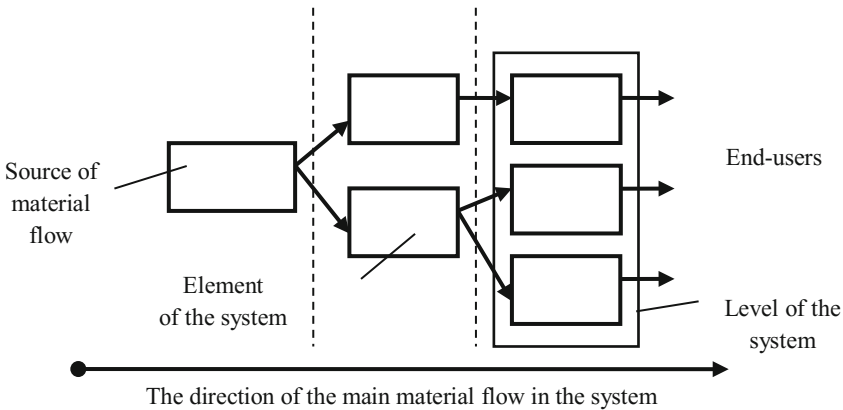 Source of
material
flow
Element
of the system
End-users
Level of the
system
The direction of the main material flow in the system